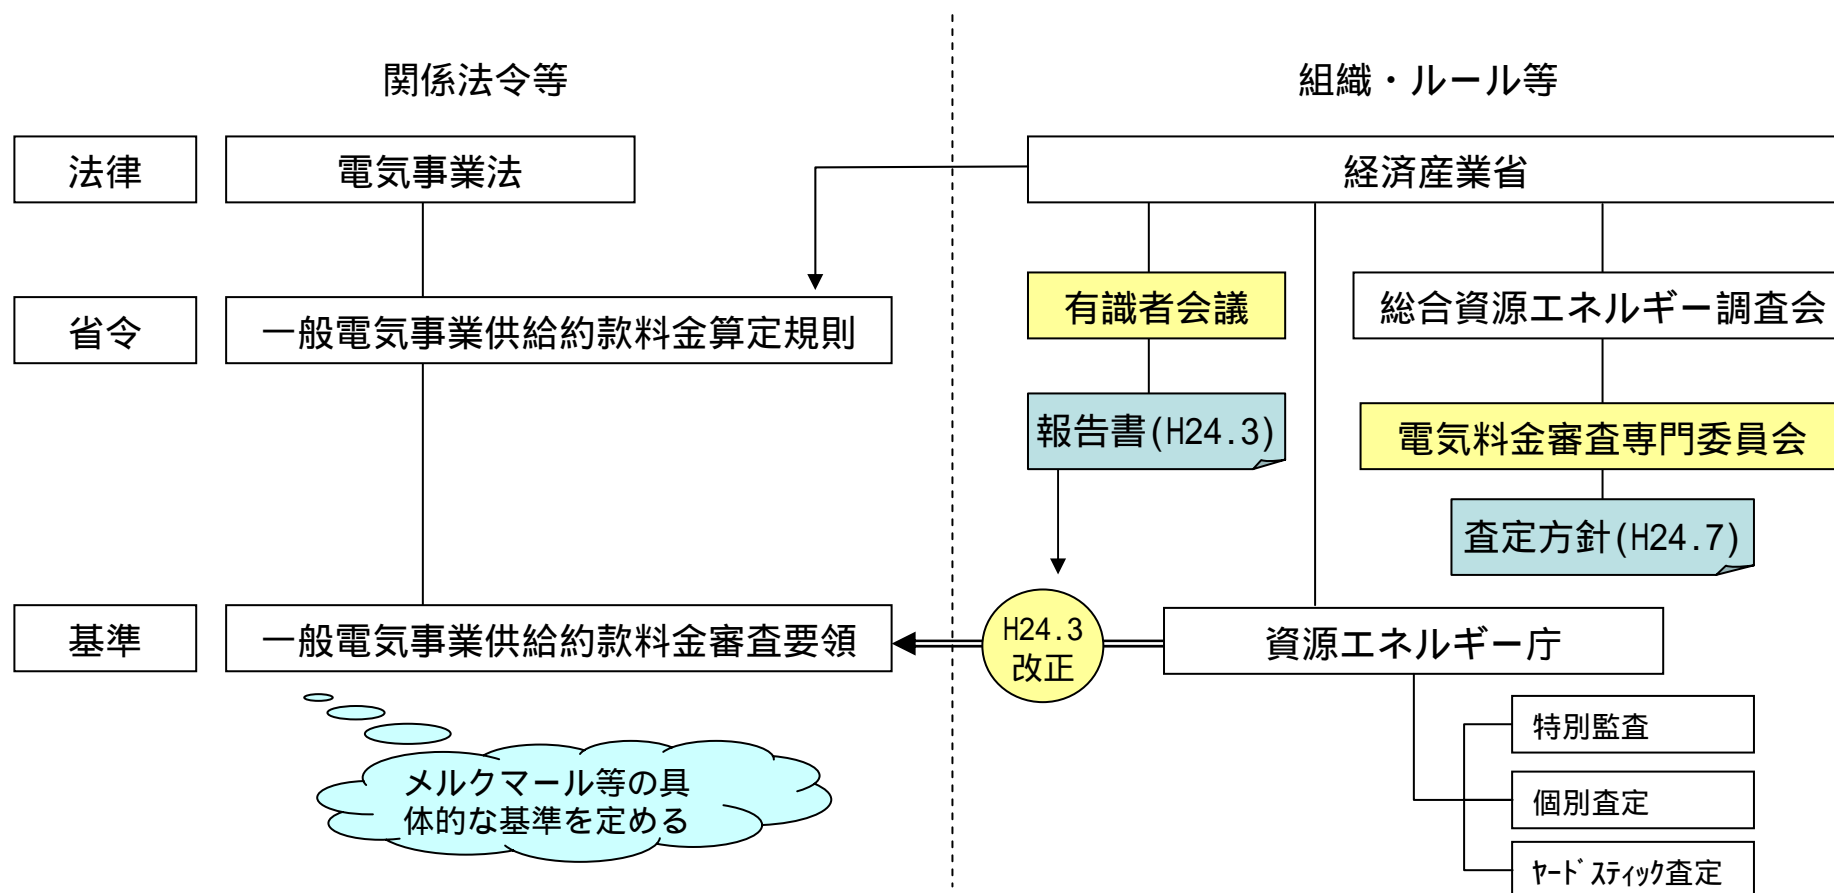 関係法令等
組織・ルール等
法律
電気事業法
経済産業省
省令
一般電気事業供給約款料金算定規則
有識者会議
総合資源エネルギー調査会
報告書(H24.3)
電気料金審査専門委員会
査定方針(H24.7)
基準
一般電気事業供給約款料金審査要領
H24.3
改正
資源エネルギー庁
特別監査
個別査定
ﾔｰﾄﾞｽﾃｨｯｸ査定
メルクマール等の具
体的な基準を定める